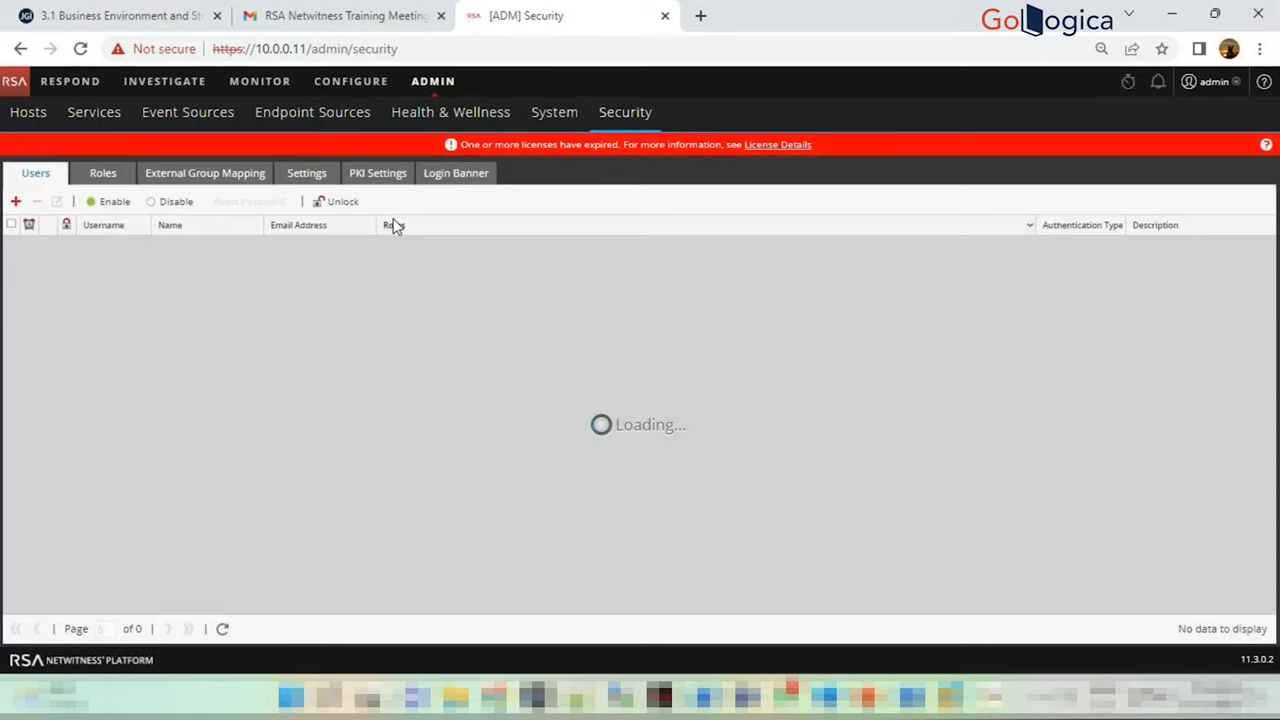 3.1 Business Environment and St
RSA Netwitness Training Meeting
[ADM] Security
GoLogica
Not secure https://10.0.0.11/admin/security
RSA RESPOND INVESTIGATE MONITOR CONFIGURE ADMIN admin
Hosts Services Event Sources Endpoint Sources Health & Wellness System Security
One or more licenses have expired. For more information, see License Details
Users Roles External Group Mapping Settings PKI Settings Login Banner
Enable Disable Reset Password Unlock
Username Name Email Address Roles Authentication Type Description
Loading...
Page 0 of 0 No data to display
RSA NETWITNESS PLATFORM 11.3.0.2